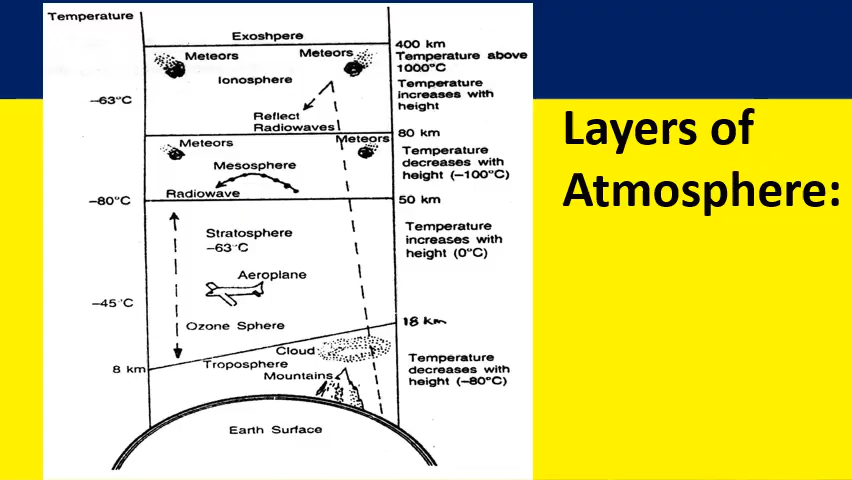 Temperature
Exoshpere
400 km
Temperature above
1000°C
Meteors
Meteors
Ionosphere
Temperature
increases with
height
–63°C
Reflect
Radiowaves
80 km
Meteors
Meteors
Temperature
decreases with
height (–100°C)
Mesosphere
Radiowave
–80°C
50 km
Stratosphere
–63°C
Temperature
increases with
height (0°C)
Aeroplane
–45°C
Ozone Sphere
18 km
Cloud
8 km
Troposphere
Mountains
Temperature
decreases with
height (–80°C)
Earth Surface
Layers of
Atmosphere: